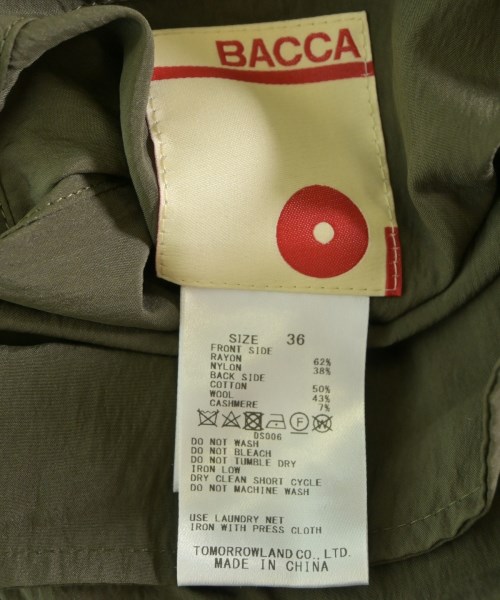 BACCA
SIZE 36
FRONT SIDE
RAYON 62%
NYLON 38%
BACK SIDE
COTTON 50%
WOOL 43%
CASHMERE 7%
DS006
DO NOT WASH
DO NOT BLEACH
DO NOT TUMBLE DRY
IRON LOW
DRY CLEAN SHORT CYCLE
DO NOT MACHINE WASH
USE LAUNDRY NET
IRON WITH PRESS CLOTH
TOMORROWLAND CO., LTD.
MADE IN CHINA